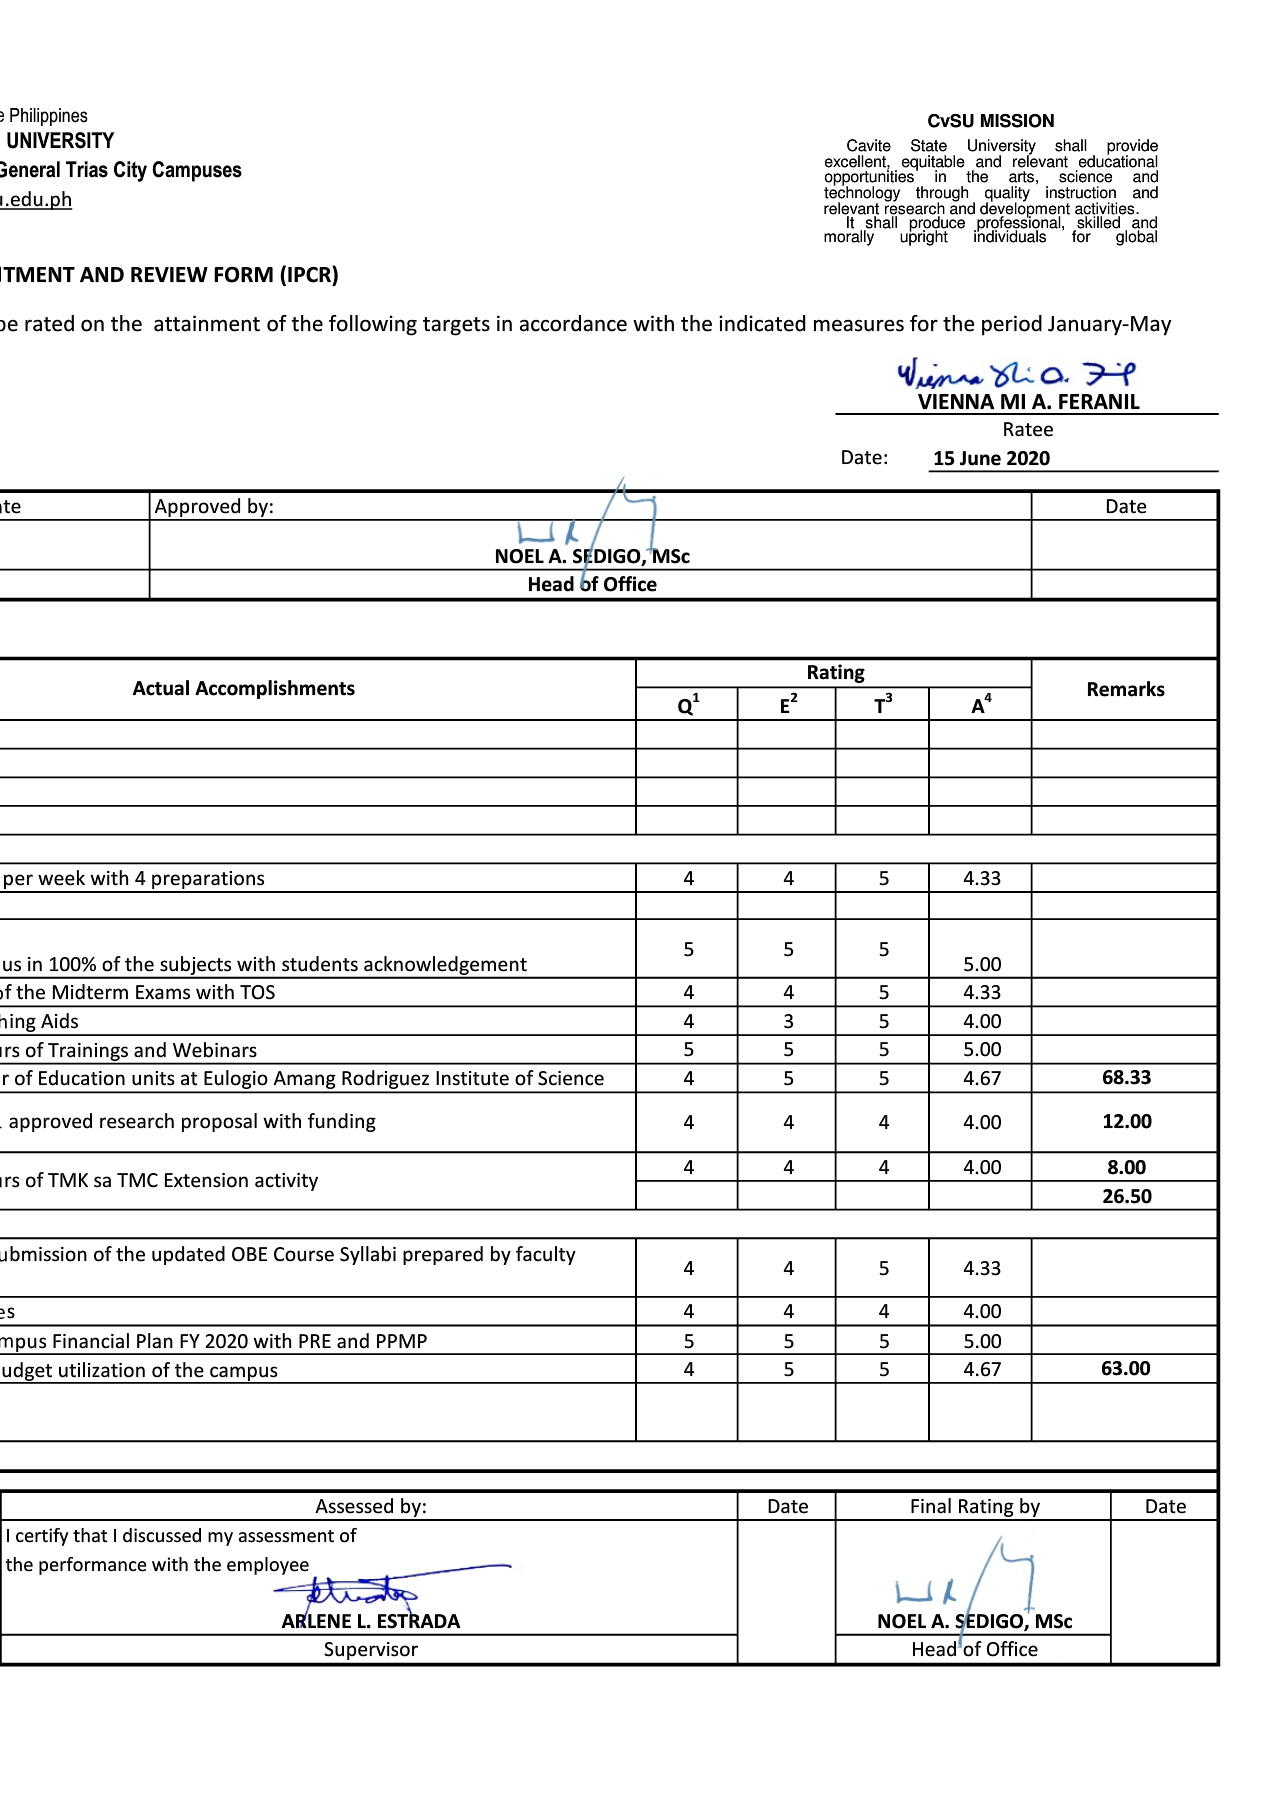 e Philippines
UNIVERSITY
General Trias City Campuses
u.edu.ph
CvSU MISSION
Cavite State University shall provide
excellent, equitable and relevant educational
opportunities in the arts, science and
technology through quality instruction and
relevant research and development activities.
It shall produce professional, skilled and
morally upright individuals for global
ITMENT AND REVIEW FORM (IPCR)
be rated on the attainment of the following targets in accordance with the indicated measures for the period January-May
VIENNA MI A. FERANIL
Ratee
Date: 15 June 2020
ate Approved by: Date
NOEL A. SEDIGO, MSc
Head of Office
Actual Accomplishments Rating Remarks
Q1 E2 T3 A4
per week with 4 preparations 4 4 5 4.33
us in 100% of the subjects with students acknowledgement 5 5 5 5.00
of the Midterm Exams with TOS 4 4 5 4.33
hing Aids 4 3 5 4.00
urs of Trainings and Webinars 5 5 5 5.00
r of Education units at Eulogio Amang Rodriguez Institute of Science 4 5 5 4.67 68.33
approved research proposal with funding 4 4 4 4.00 12.00
urs of TMK sa TMC Extension activity 4 4 4 4.00 8.00
26.50
ubmission of the updated OBE Course Syllabi prepared by faculty 4 4 5 4.33
es 4 4 4 4.00
mpus Financial Plan FY 2020 with PRE and PPMP 5 5 5 5.00
udget utilization of the campus 4 5 5 4.67 63.00
Assessed by: Date Final Rating by Date
I certify that I discussed my assessment of
the performance with the employee
ARLENE L. ESTRADA NOEL A. SEDIGO, MSc
Supervisor Head of Office